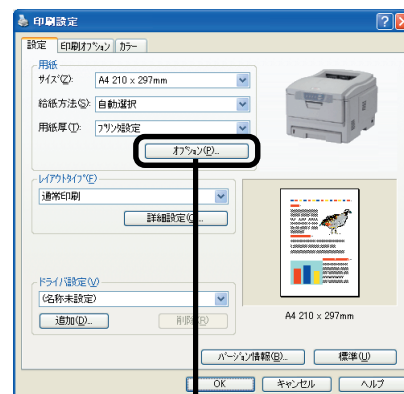 印刷設定
設定 印刷オプション カラー
用紙
サイズ(Z): A4 210 x 297mm
給紙方法(S): 自動選択
用紙厚(T): プリンタ設定
オプション(P)...
レイアウトタイプ(E)
通常印刷
詳細設定
ドライバ設定(V)
(名称未設定)
追加(D)... 削除(R)
A4 210 x 297mm
バージョン情報(B)... 標準(U)
OK キャンセル ヘルプ